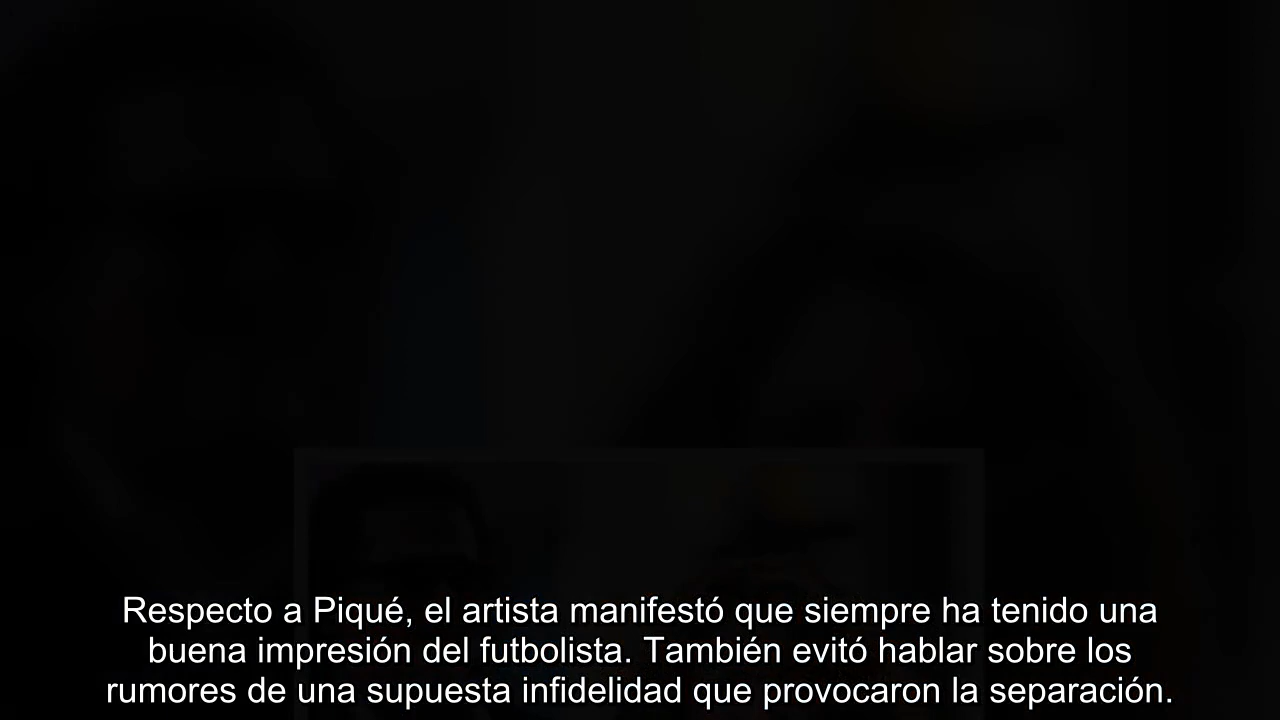 Respecto a Piqué, el artista manifestó que siempre ha tenido una
buena impresión del futbolista. También evitó hablar sobre los
rumores de una supuesta infidelidad que provocaron la separación.